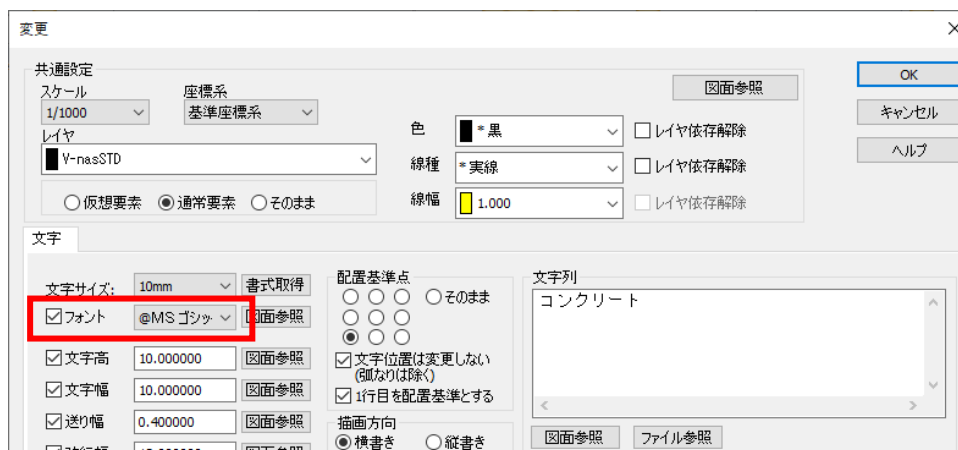 変更
共通設定
スケール
座標系
図面参照
OK
1/1000
基準座標系
キャンセル
レイヤ
色
*黒
レイヤ依存解除
V-nasSTD
ヘルプ
線種
*実線
レイヤ依存解除
仮想要素 通常要素 そのまま
線幅
1.000
レイヤ依存解除
文字
文字サイズ:
10mm
書式取得
配置基準点
そのまま
文字列
コンクリート
フォント
@MS ゴシッ
図面参照
文字高
10.000000
図面参照
文字位置は変更しない
(弧なりは除く)
文字幅
10.000000
図面参照
1行目を配置基準とする
送り幅
0.400000
図面参照
描画方向
横書き 縦書き
図面参照 ファイル参照